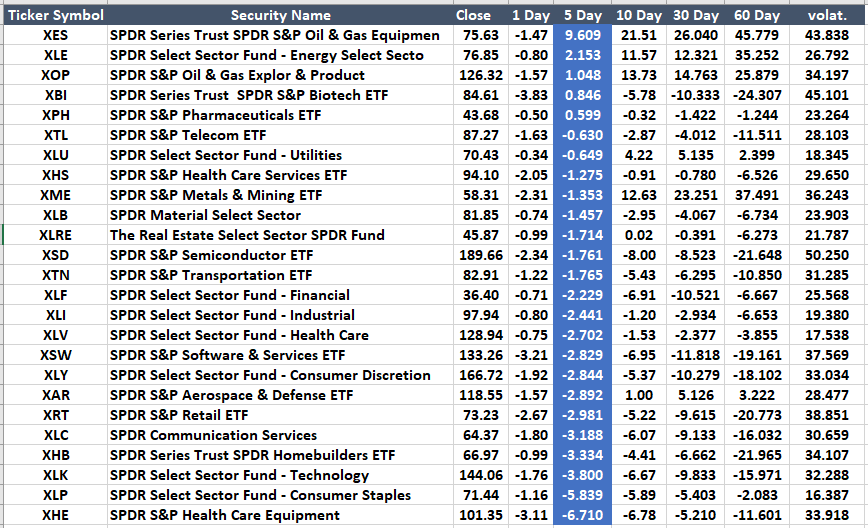 Ticker Symbol Security Name Close 1 Day 5 Day 10 Day 30 Day 60 Day volat.
XES SPDR Series Trust SPDR S&P Oil & Gas Equipmen 75.63 -1.47 9.609 21.51 26.040 45.779 43.838
XLE SPDR Select Sector Fund - Energy Select Secto 76.85 -0.80 2.153 11.57 12.321 35.252 26.792
XOP SPDR S&P Oil & Gas Explor & Product 126.32 -1.57 1.048 13.73 14.763 25.879 34.197
XBI SPDR Series Trust SPDR S&P Biotech ETF 84.61 -3.83 0.846 -5.78 -10.333 -24.307 45.101
XPH SPDR S&P Pharmaceuticals ETF 43.68 -0.50 0.599 -0.32 -1.422 -1.244 23.264
XTL SPDR S&P Telecom ETF 87.27 -1.63 -0.630 -2.87 -4.012 -11.511 28.103
XLU SPDR Select Sector Fund - Utilities 70.43 -0.34 -0.649 4.22 5.135 2.399 18.345
XHS SPDR S&P Health Care Services ETF 94.10 -2.05 -1.275 -0.91 -0.780 -6.526 29.650
XME SPDR S&P Metals & Mining ETF 58.31 -2.31 -1.353 12.63 23.251 37.491 36.243
XLB SPDR Material Select Sector 81.85 -0.74 -1.457 -2.95 -4.067 -6.734 23.903
XLRE The Real Estate Select Sector SPDR Fund 45.87 -0.99 -1.714 0.02 -0.391 -6.273 21.787
XSD SPDR S&P Semiconductor ETF 189.66 -2.34 -1.761 -8.00 -8.523 -21.648 50.250
XTN SPDR S&P Transportation ETF 82.91 -1.22 -1.765 -5.43 -6.295 -10.850 31.285
XLF SPDR Select Sector Fund - Financial 36.40 -0.71 -2.229 -6.91 -10.521 -6.667 25.568
XLI SPDR Select Sector Fund - Industrial 97.94 -0.80 -2.441 -1.20 -2.934 -6.653 19.380
XLV SPDR Select Sector Fund - Health Care 128.94 -0.75 -2.702 -1.53 -2.377 -3.855 17.538
XSW SPDR S&P Software & Services ETF 133.26 -3.21 -2.829 -6.95 -11.818 -19.161 37.569
XLY SPDR Select Sector Fund - Consumer Discretion 166.72 -1.92 -2.844 -5.37 -10.279 -18.102 33.034
XAR SPDR S&P Aerospace & Defense ETF 118.55 -1.57 -2.892 1.00 5.126 3.222 28.477
XRT SPDR S&P Retail ETF 73.23 -2.67 -2.981 -5.22 -9.615 -20.773 38.851
XLC SPDR Communication Services 64.37 -1.80 -3.188 -6.07 -9.133 -16.032 30.659
XHB SPDR Series Trust SPDR Homebuilders ETF 66.97 -0.99 -3.334 -4.41 -6.662 -21.965 34.107
XLK SPDR Select Sector Fund - Technology 144.06 -1.76 -3.800 -6.67 -9.833 -15.971 32.288
XLP SPDR Select Sector Fund - Consumer Staples 71.44 -1.16 -5.839 -5.89 -5.403 -2.083 16.387
XHE SPDR S&P Health Care Equipment 101.35 -3.11 -6.710 -6.78 -5.210 -11.601 33.918